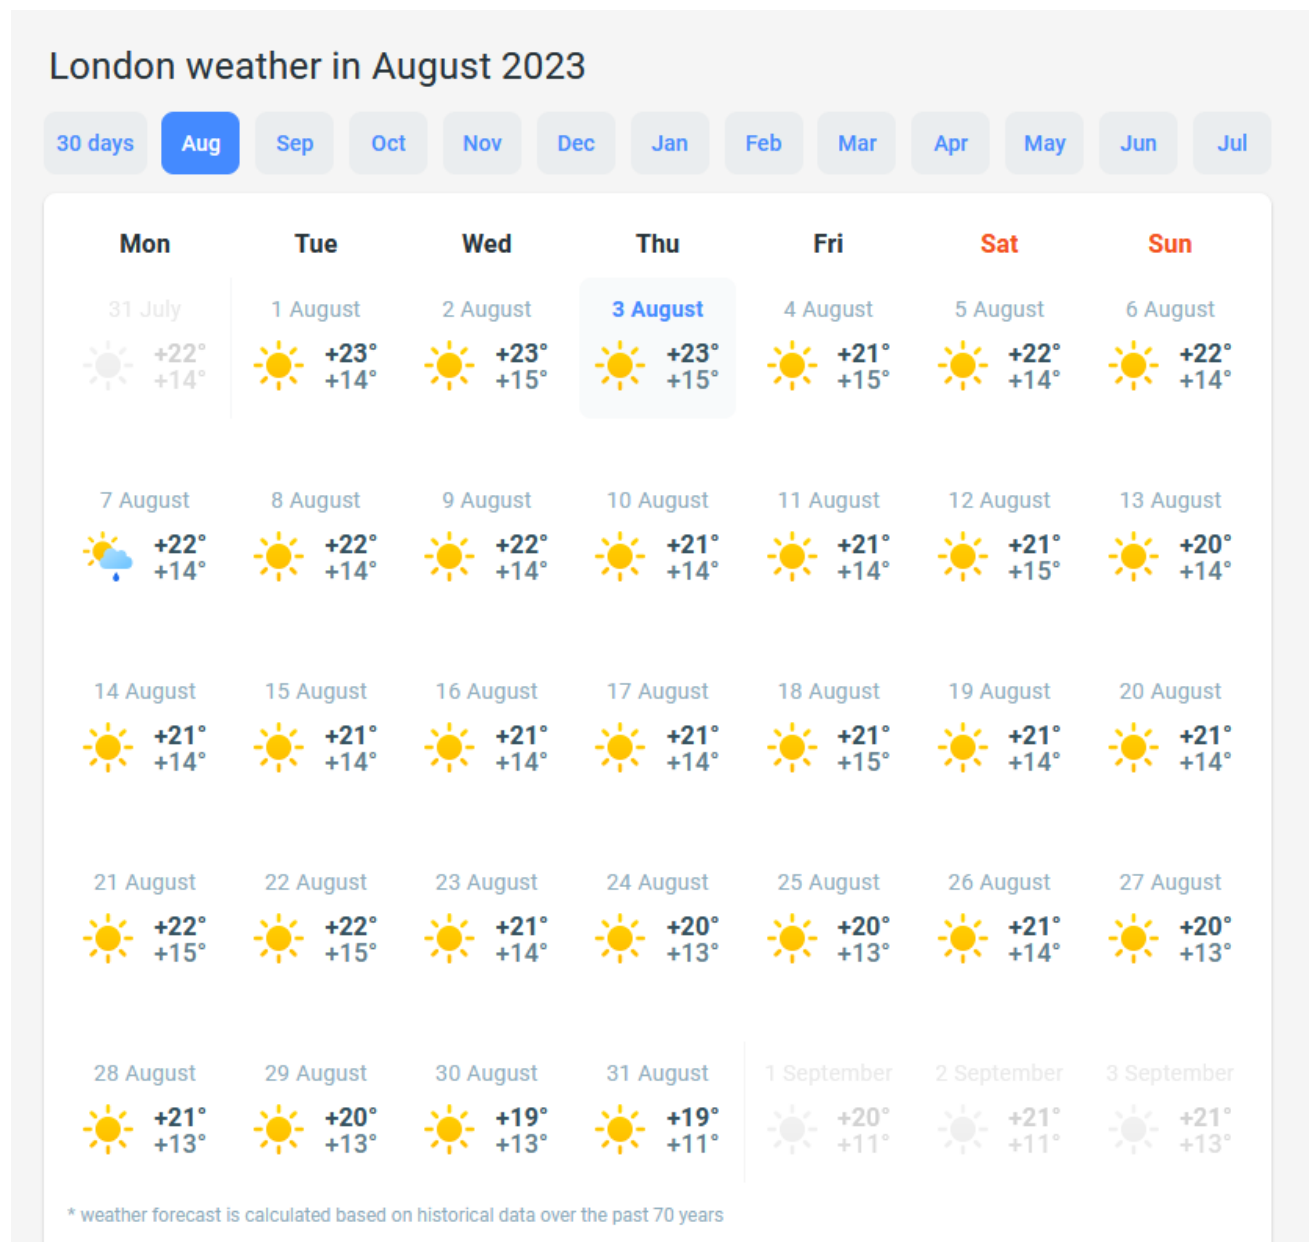 London weather in August 2023
30 days Aug Sep Oct Nov Dec Jan Feb Mar Apr May Jun Jul
Mon Tue Wed Thu Fri Sat Sun
31 July 1 August 2 August 3 August 4 August 5 August 6 August
+22° +23° +23° +23° +21° +22° +22°
+14° +14° +15° +15° +15° +14° +14°
7 August 8 August 9 August 10 August 11 August 12 August 13 August
+22° +22° +22° +21° +21° +21° +20°
+14° +14° +14° +14° +14° +15° +14°
14 August 15 August 16 August 17 August 18 August 19 August 20 August
+21° +21° +21° +21° +21° +21° +21°
+14° +14° +14° +14° +15° +14° +14°
21 August 22 August 23 August 24 August 25 August 26 August 27 August
+22° +22° +21° +20° +20° +21° +20°
+15° +15° +14° +13° +13° +14° +13°
28 August 29 August 30 August 31 August 1 September 2 September 3 September
+21° +20° +19° +19° +20° +21° +21°
+13° +13° +13° +11° +11° +11° +13°
* weather forecast is calculated based on historical data over the past 70 years